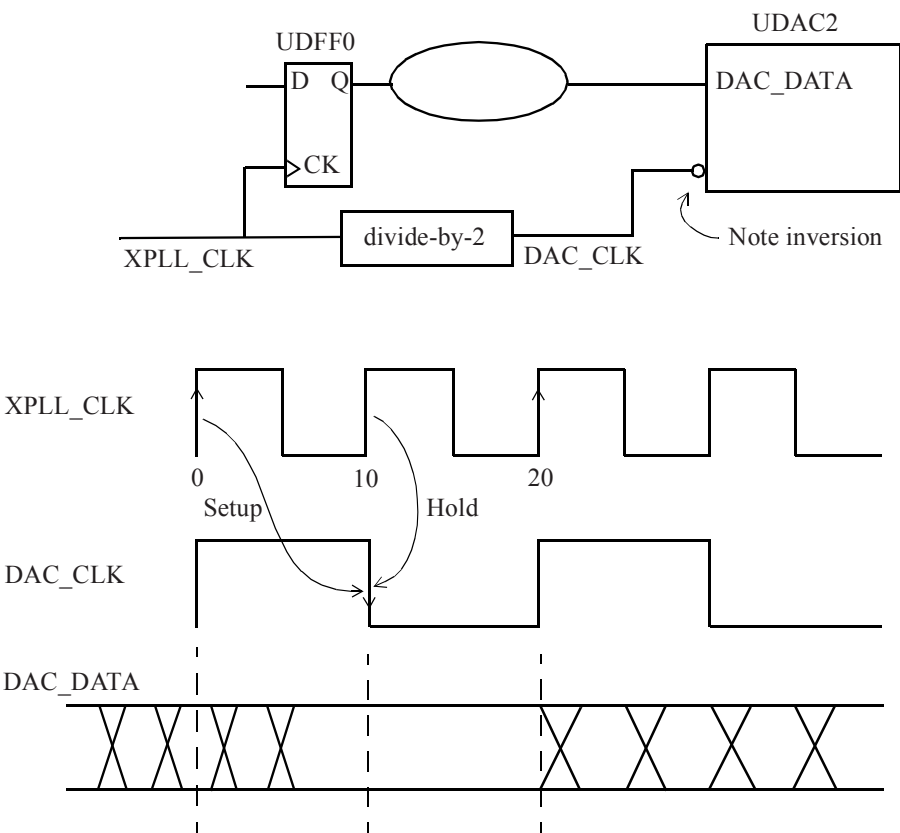 UDAC2
UDFF0
D Q
DAC_DATA
CK
divide-by-2
Note inversion
XPLL_CLK
DAC_CLK
XPLL_CLK
0 10 20
Setup
Hold
DAC_CLK
DAC_DATA